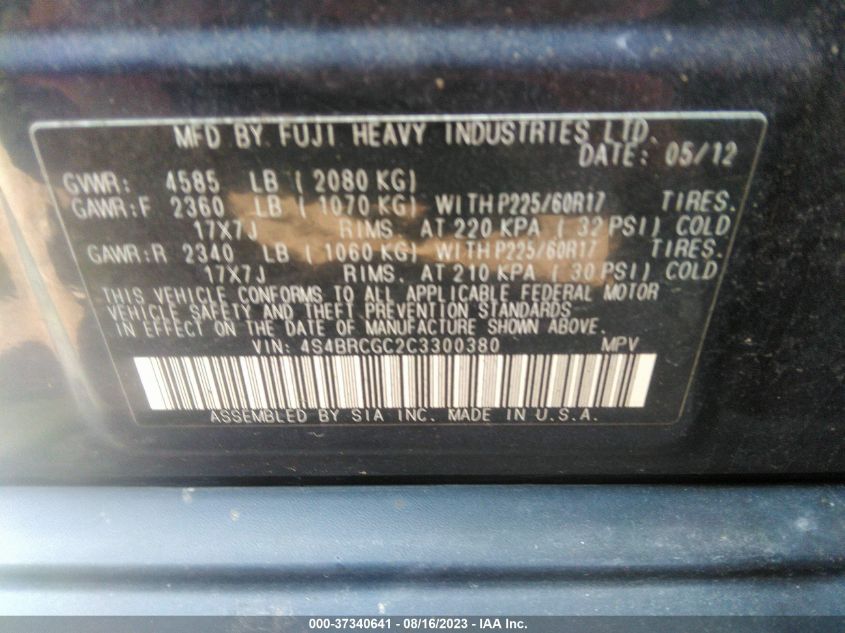 MFD BY FUJI HEAVY INDUSTRIES LTD.
DATE: 05/12
GVWR: 4585 LB ( 2080 KG)
GAWR:F 2360 LB ( 1070 KG) WITH P225/60R17 TIRES.
17X7J RIMS. AT 220 KPA ( 32 PSI) COLD
GAWR:R 2340 LB ( 1060 KG) WITH P225/60R17 TIRES.
17X7J RIMS. AT 210 KPA ( 30 PSI) COLD
THIS VEHICLE CONFORMS TO ALL APPLICABLE FEDERAL MOTOR
VEHICLE SAFETY AND THEFT PREVENTION STANDARDS
IN EFFECT ON THE DATE OF MANUFACTURE SHOWN ABOVE.
VIN: 4S4BRCGC2C3300380 MPV
ASSEMBLED BY SIA INC. MADE IN U.S.A.
000-37340641 - 08/16/2023 - IAA Inc.